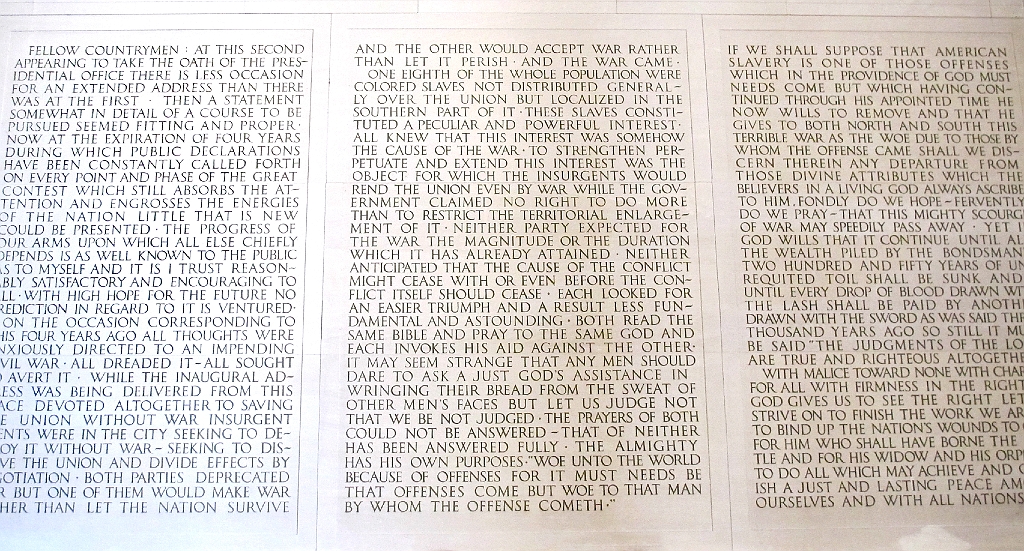 FELLOW COUNTRYMEN : AT THIS SECOND
APPEARING TO TAKE THE OATH OF THE PRES-
IDENTIAL OFFICE THERE IS LESS OCCASION
FOR AN EXTENDED ADDRESS THAN THERE
WAS AT THE FIRST · THEN A STATEMENT
SOMEWHAT IN DETAIL OF A COURSE TO BE
PURSUED SEEMED FITTING AND PROPER·
NOW AT THE EXPIRATION OF FOUR YEARS
DURING WHICH PUBLIC DECLARATIONS
HAVE BEEN CONSTANTLY CALLED FORTH
ON EVERY POINT AND PHASE OF THE GREAT
CONTEST WHICH STILL ABSORBS THE AT-
TENTION AND ENGROSSES THE ENERGIES
OF THE NATION LITTLE THAT IS NEW
COULD BE PRESENTED · THE PROGRESS OF
OUR ARMS UPON WHICH ALL ELSE CHIEFLY
DEPENDS IS AS WELL KNOWN TO THE PUBLIC
AS TO MYSELF AND IT IS I TRUST REASON-
ABLY SATISFACTORY AND ENCOURAGING TO
LL · WITH HIGH HOPE FOR THE FUTURE NO
REDICTION IN REGARD TO IT IS VENTURED·
ON THE OCCASION CORRESPONDING TO
HIS FOUR YEARS AGO ALL THOUGHTS WERE
NXIOUSLY DIRECTED TO AN IMPENDING
VIL WAR · ALL DREADED IT – ALL SOUGHT
O AVERT IT · WHILE THE INAUGURAL AD-
ESS WAS BEING DELIVERED FROM THIS
ACE DEVOTED ALTOGETHER TO SAVING
E UNION WITHOUT WAR INSURGENT
ENTS WERE IN THE CITY SEEKING TO DE-
OY IT WITHOUT WAR – SEEKING TO DIS-
VE THE UNION AND DIVIDE EFFECTS BY
GOTIATION · BOTH PARTIES DEPRECATED
R BUT ONE OF THEM WOULD MAKE WAR
HER THAN LET THE NATION SURVIVE
AND THE OTHER WOULD ACCEPT WAR RATHER
THAN LET IT PERISH · AND THE WAR CAME ·
ONE EIGHTH OF THE WHOLE POPULATION WERE
COLORED SLAVES NOT DISTRIBUTED GENERAL-
LY OVER THE UNION BUT LOCALIZED IN THE
SOUTHERN PART OF IT · THESE SLAVES CONSTI-
TUTED A PECULIAR AND POWERFUL INTEREST·
ALL KNEW THAT THIS INTEREST WAS SOMEHOW
THE CAUSE OF THE WAR · TO STRENGTHEN PER-
PETUATE AND EXTEND THIS INTEREST WAS THE
OBJECT FOR WHICH THE INSURGENTS WOULD
REND THE UNION EVEN BY WAR WHILE THE GOV-
ERNMENT CLAIMED NO RIGHT TO DO MORE
THAN TO RESTRICT THE TERRITORIAL ENLARGE-
MENT OF IT · NEITHER PARTY EXPECTED FOR
THE WAR THE MAGNITUDE OR THE DURATION
WHICH IT HAS ALREADY ATTAINED · NEITHER
ANTICIPATED THAT THE CAUSE OF THE CONFLICT
MIGHT CEASE WITH OR EVEN BEFORE THE CON-
FLICT ITSELF SHOULD CEASE · EACH LOOKED FOR
AN EASIER TRIUMPH AND A RESULT LESS FUN-
DAMENTAL AND ASTOUNDING · BOTH READ THE
SAME BIBLE AND PRAY TO THE SAME GOD AND
EACH INVOKES HIS AID AGAINST THE OTHER·
IT MAY SEEM STRANGE THAT ANY MEN SHOULD
DARE TO ASK A JUST GOD'S ASSISTANCE IN
WRINGING THEIR BREAD FROM THE SWEAT OF
OTHER MEN'S FACES BUT LET US JUDGE NOT
THAT WE BE NOT JUDGED · THE PRAYERS OF BOTH
COULD NOT BE ANSWERED – THAT OF NEITHER
HAS BEEN ANSWERED FULLY · THE ALMIGHTY
HAS HIS OWN PURPOSES · "WOE UNTO THE WORLD
BECAUSE OF OFFENSES FOR IT MUST NEEDS BE
THAT OFFENSES COME BUT WOE TO THAT MAN
BY WHOM THE OFFENSE COMETH·"
IF WE SHALL SUPPOSE THAT AMERICAN
SLAVERY IS ONE OF THOSE OFFENSES
WHICH IN THE PROVIDENCE OF GOD MUST
NEEDS COME BUT WHICH HAVING CON-
TINUED THROUGH HIS APPOINTED TIME HE
NOW WILLS TO REMOVE AND THAT HE
GIVES TO BOTH NORTH AND SOUTH THIS
TERRIBLE WAR AS THE WOE DUE TO THOSE BY
WHOM THE OFFENSE CAME SHALL WE DIS-
CERN THEREIN ANY DEPARTURE FROM
THOSE DIVINE ATTRIBUTES WHICH THE
BELIEVERS IN A LIVING GOD ALWAYS ASCRIBE
TO HIM · FONDLY DO WE HOPE – FERVENTLY
DO WE PRAY – THAT THIS MIGHTY SCOURG
OF WAR MAY SPEEDILY PASS AWAY · YET I
GOD WILLS THAT IT CONTINUE UNTIL AL
THE WEALTH PILED BY THE BONDSMAN
TWO HUNDRED AND FIFTY YEARS OF UN
REQUITED TOIL SHALL BE SUNK AND
UNTIL EVERY DROP OF BLOOD DRAWN WI
THE LASH SHALL BE PAID BY ANOTH
DRAWN WITH THE SWORD AS WAS SAID THR
THOUSAND YEARS AGO SO STILL IT MU
BE SAID "THE JUDGMENTS OF THE LO
ARE TRUE AND RIGHTEOUS ALTOGETHE
WITH MALICE TOWARD NONE WITH CHAR
FOR ALL WITH FIRMNESS IN THE RIGHT
GOD GIVES US TO SEE THE RIGHT LET
STRIVE ON TO FINISH THE WORK WE AR
TO BIND UP THE NATION'S WOUNDS TO C
FOR HIM WHO SHALL HAVE BORNE THE
TLE AND FOR HIS WIDOW AND HIS ORP
TO DO ALL WHICH MAY ACHIEVE AND C
ISH A JUST AND LASTING PEACE AM
OURSELVES AND WITH ALL NATIONS